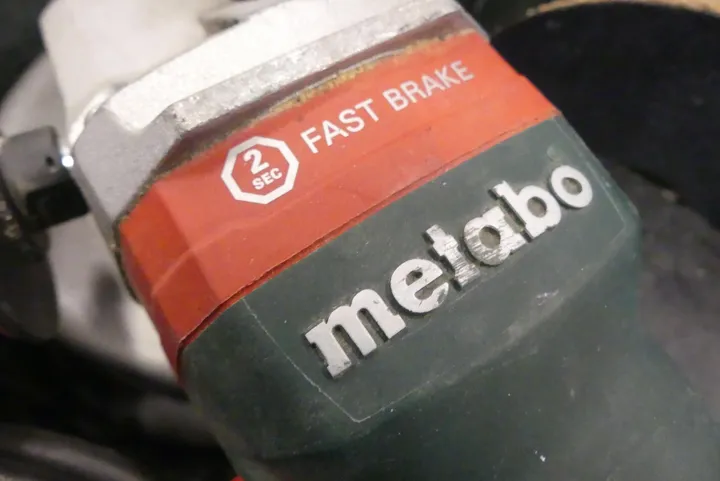 2
SEC
FAST BRAKE
metabo